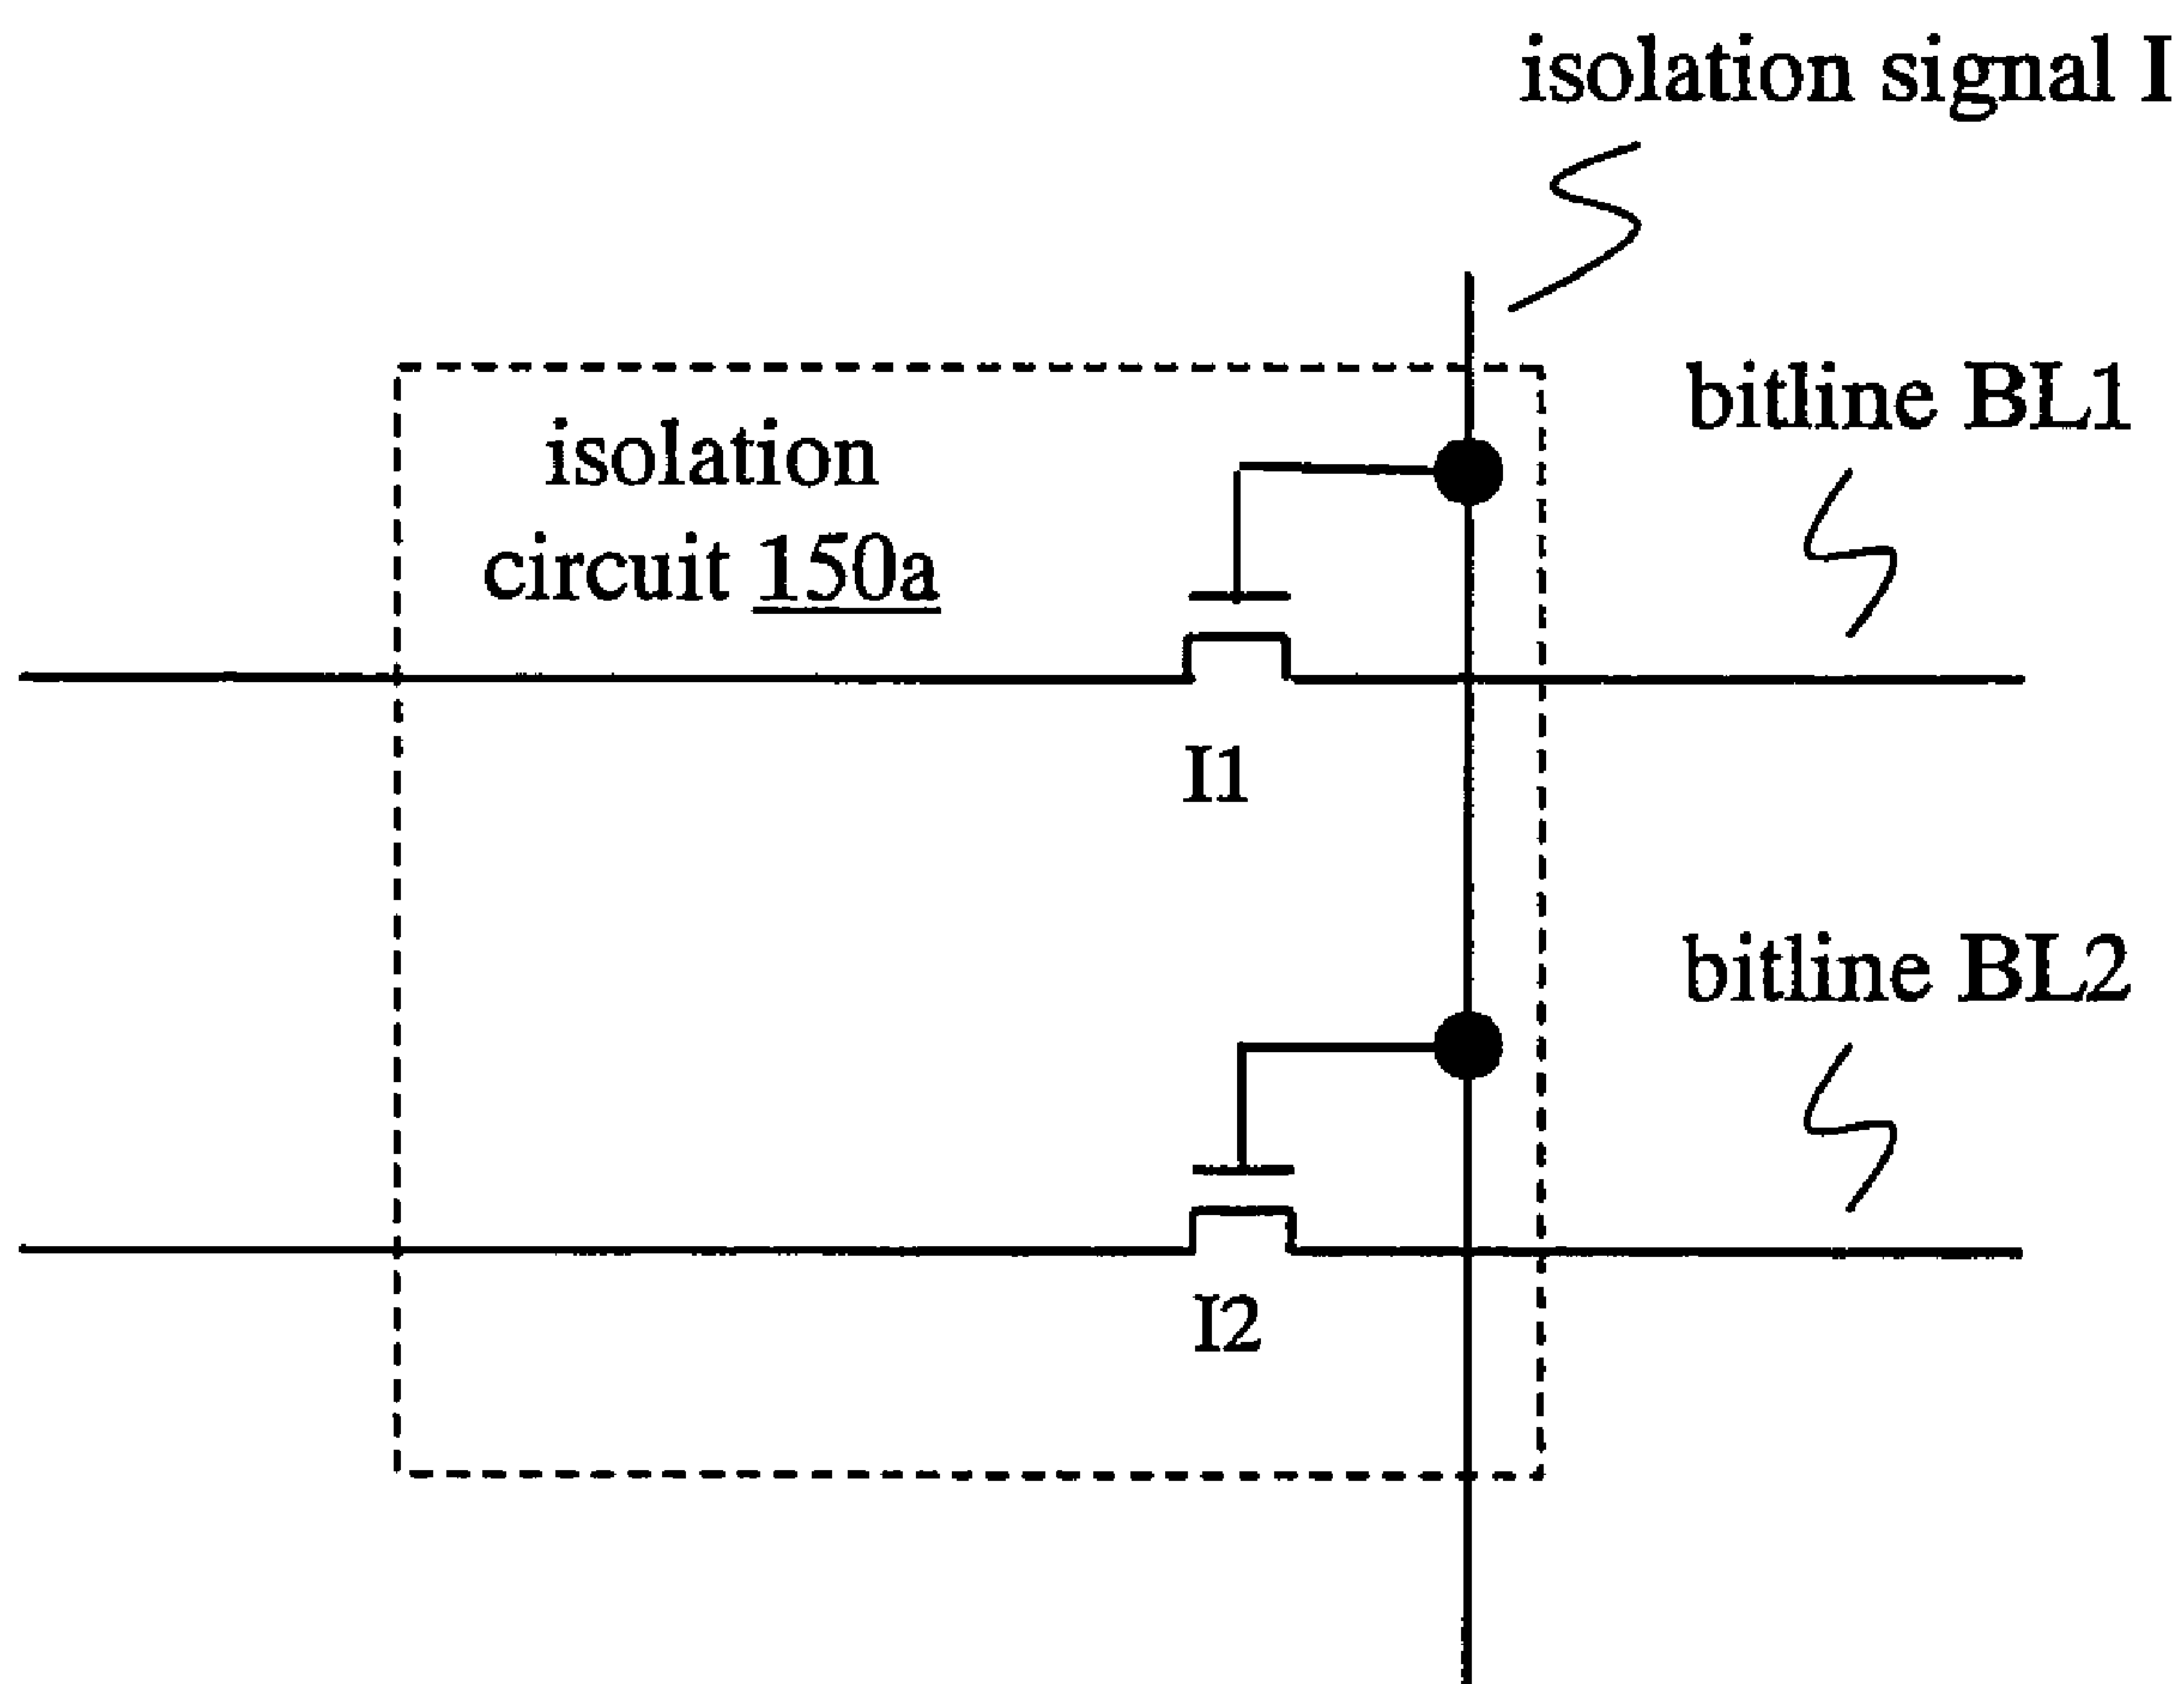 isolation signal I
bitline BL1
isolation
circuit 150a
I1
bitline BL2
I2